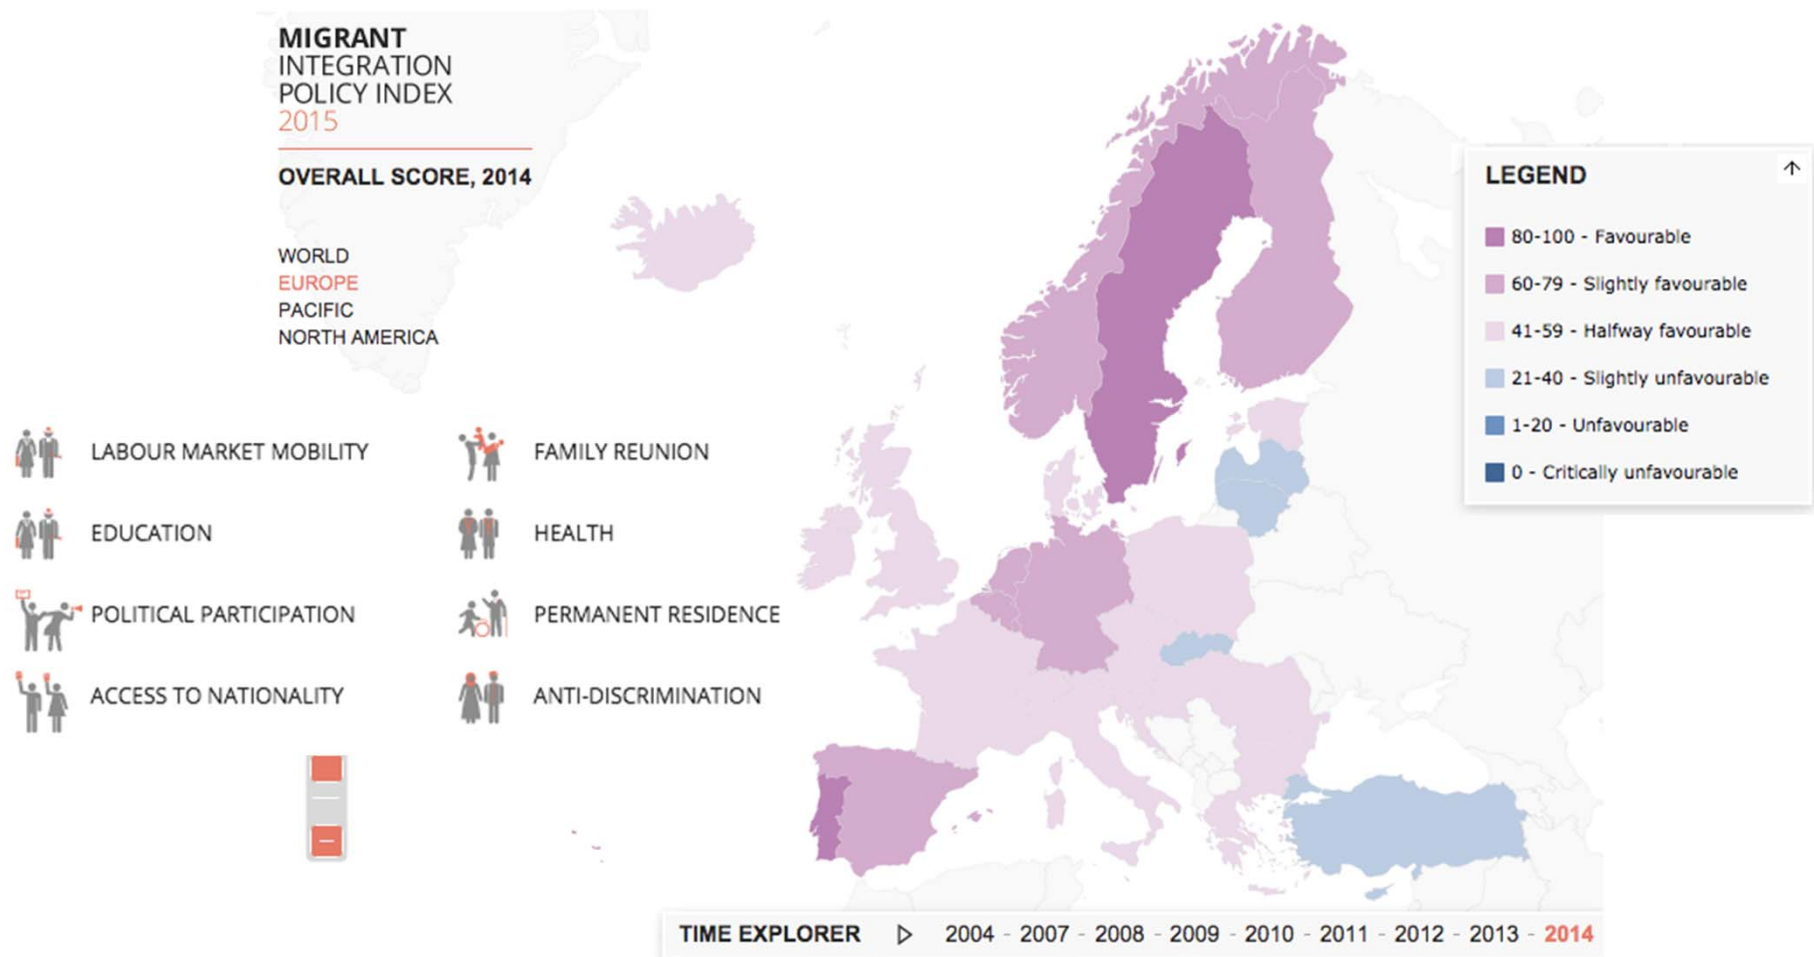 MIGRANT
INTEGRATION
POLICY INDEX
2015
OVERALL SCORE, 2014
WORLD
EUROPE
PACIFIC
NORTH AMERICA
LABOUR MARKET MOBILITY
FAMILY REUNION
EDUCATION
HEALTH
POLITICAL PARTICIPATION
PERMANENT RESIDENCE
ACCESS TO NATIONALITY
ANTI-DISCRIMINATION
LEGEND
80-100 - Favourable
60-79 - Slightly favourable
41-59 - Halfway favourable
21-40 - Slightly unfavourable
1-20 - Unfavourable
0 - Critically unfavourable
TIME EXPLORER 2004 - 2007 - 2008 - 2009 - 2010 - 2011 - 2012 - 2013 - 2014